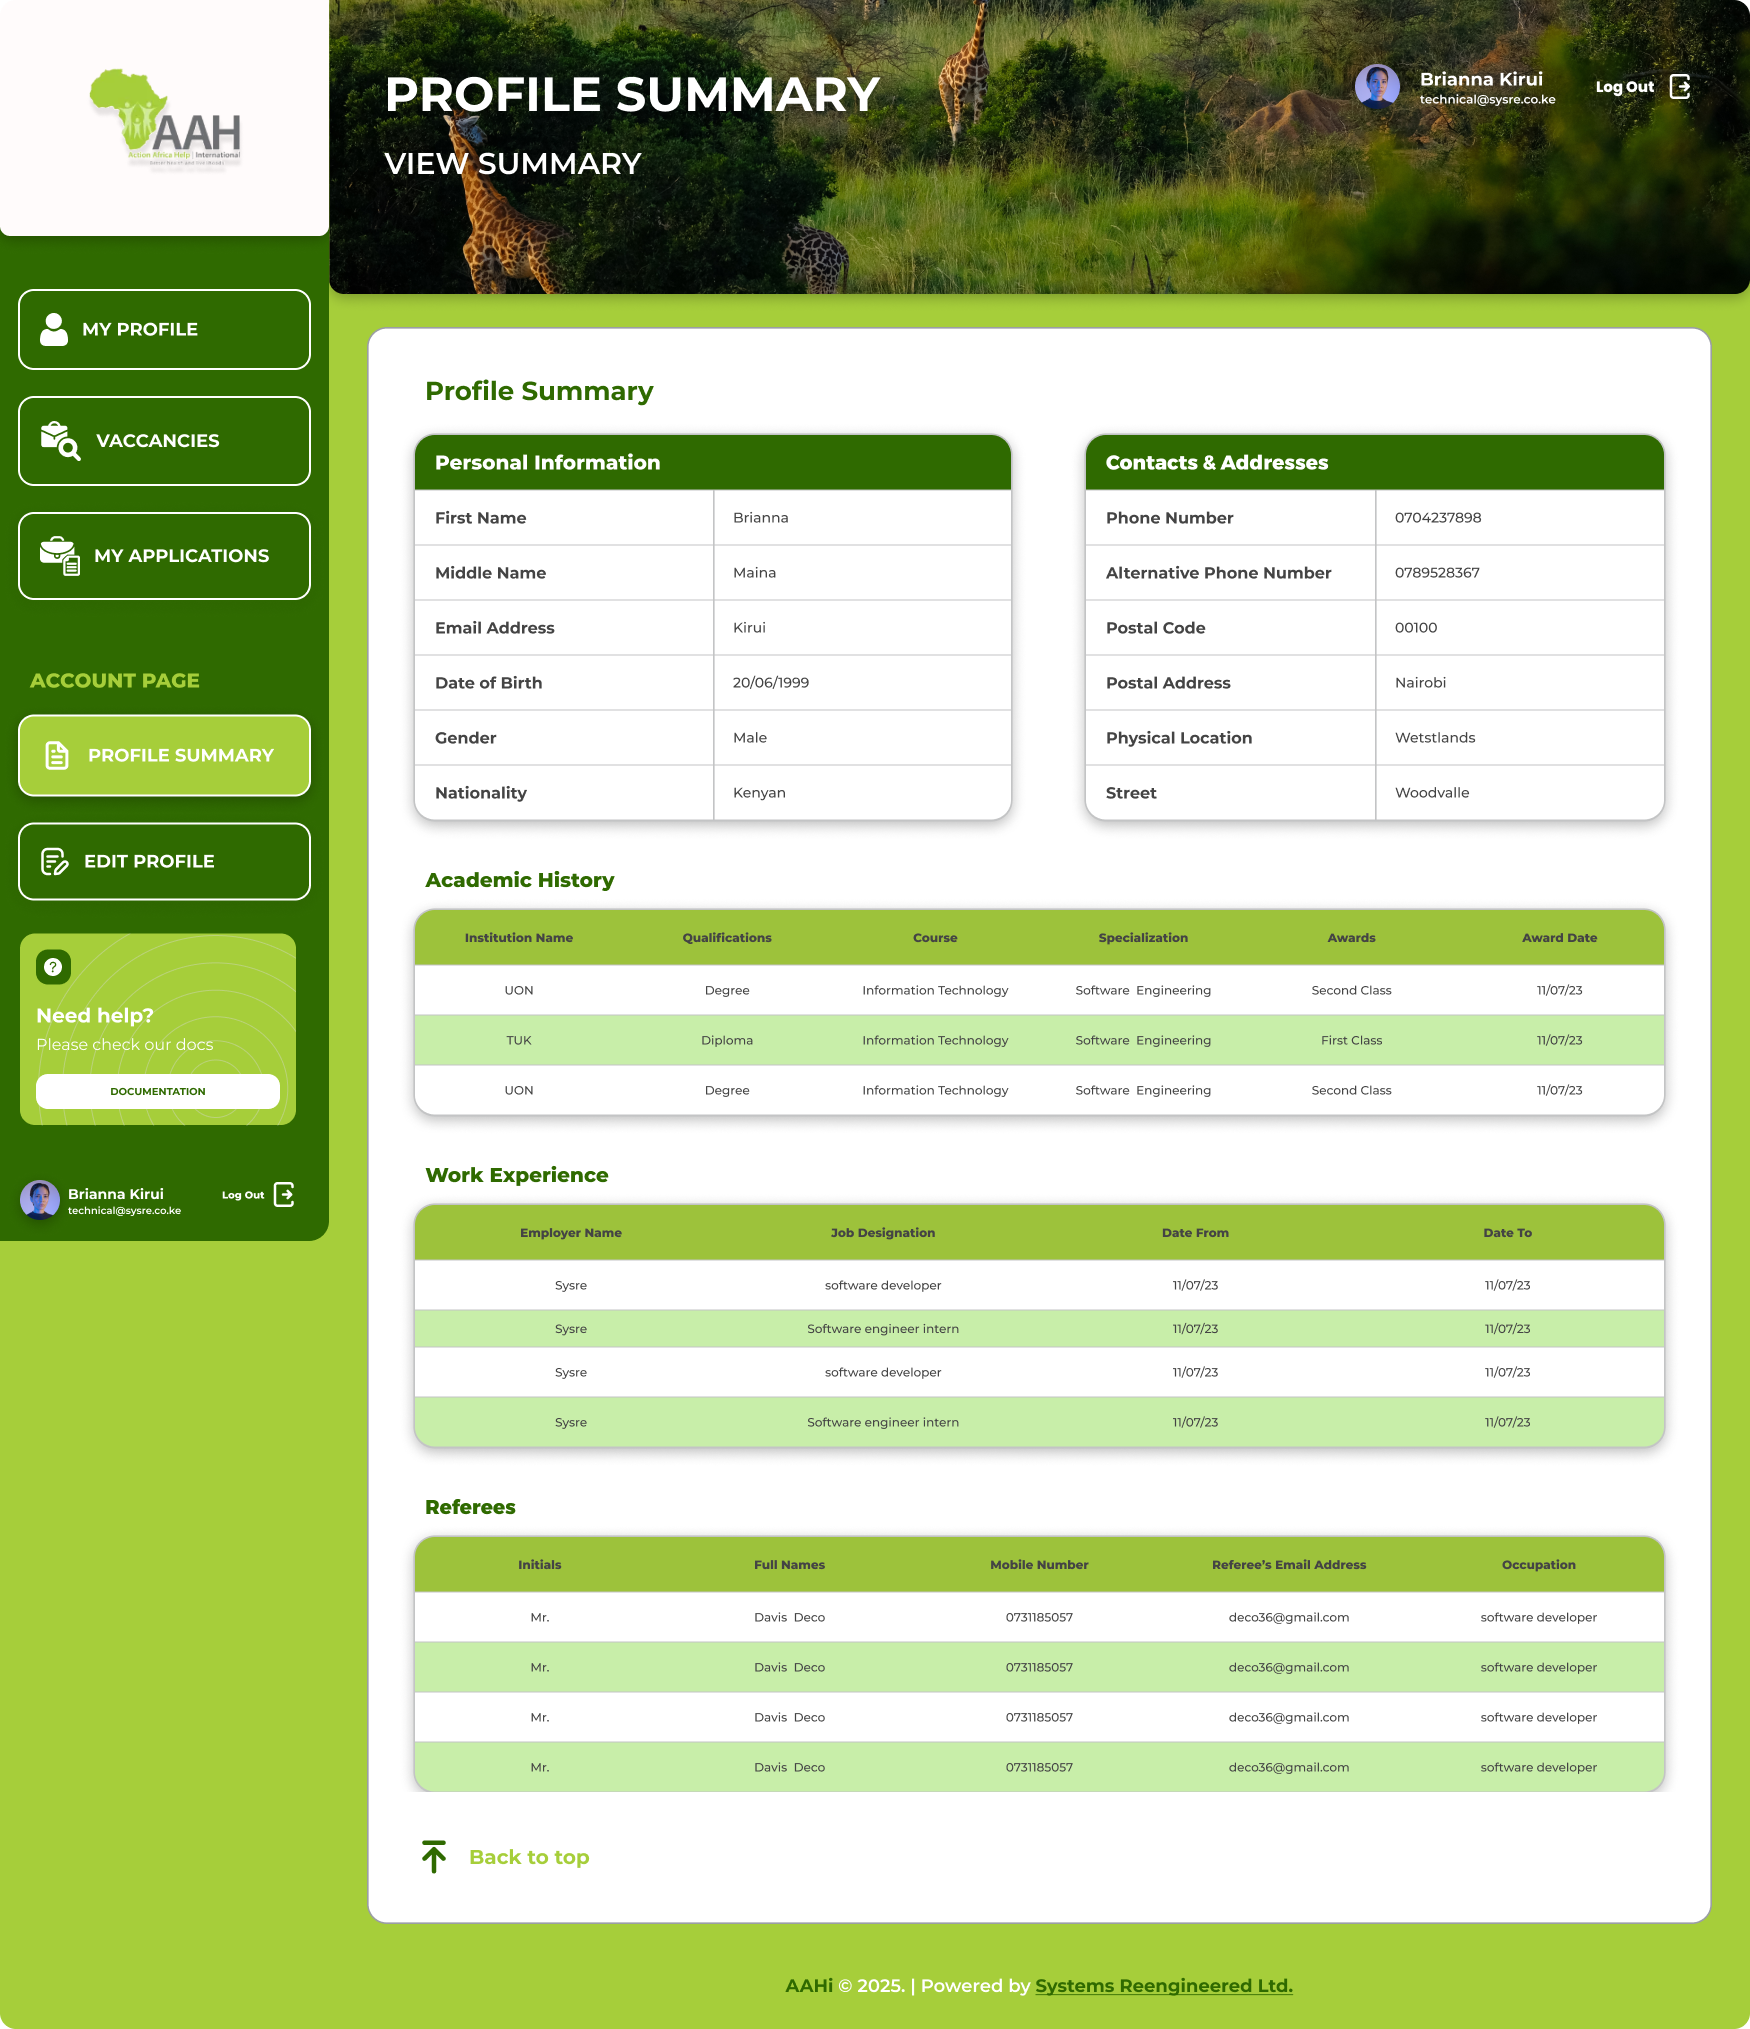 AAH
Action Africa Help | International
PROFILE SUMMARY
VIEW SUMMARY
Brianna Kirui
technical@sysre.co.ke
Log Out
MY PROFILE
VACCANCIES
MY APPLICATIONS
ACCOUNT PAGE
PROFILE SUMMARY
EDIT PROFILE
Need help?
Please check our docs
DOCUMENTATION
Brianna Kirui
technical@sysre.co.ke
Log Out
Profile Summary
Personal Information
First Name Brianna
Middle Name Maina
Email Address Kirui
Date of Birth 20/06/1999
Gender Male
Nationality Kenyan
Contacts & Addresses
Phone Number 0704237898
Alternative Phone Number 0789528367
Postal Code 00100
Postal Address Nairobi
Physical Location Wetstlands
Street Woodvalle
Academic History
Institution Name Qualifications Course Specialization Awards Award Date
UON Degree Information Technology Software Engineering Second Class 11/07/23
TUK Diploma Information Technology Software Engineering First Class 11/07/23
UON Degree Information Technology Software Engineering Second Class 11/07/23
Work Experience
Employer Name Job Designation Date From Date To
Sysre software developer 11/07/23 11/07/23
Sysre Software engineer intern 11/07/23 11/07/23
Sysre software developer 11/07/23 11/07/23
Sysre Software engineer intern 11/07/23 11/07/23
Referees
Initials Full Names Mobile Number Referee's Email Address Occupation
Mr. Davis Deco 0731185057 deco36@gmail.com software developer
Mr. Davis Deco 0731185057 deco36@gmail.com software developer
Mr. Davis Deco 0731185057 deco36@gmail.com software developer
Mr. Davis Deco 0731185057 deco36@gmail.com software developer
Back to top
AAHi © 2025. | Powered by Systems Reengineered Ltd.